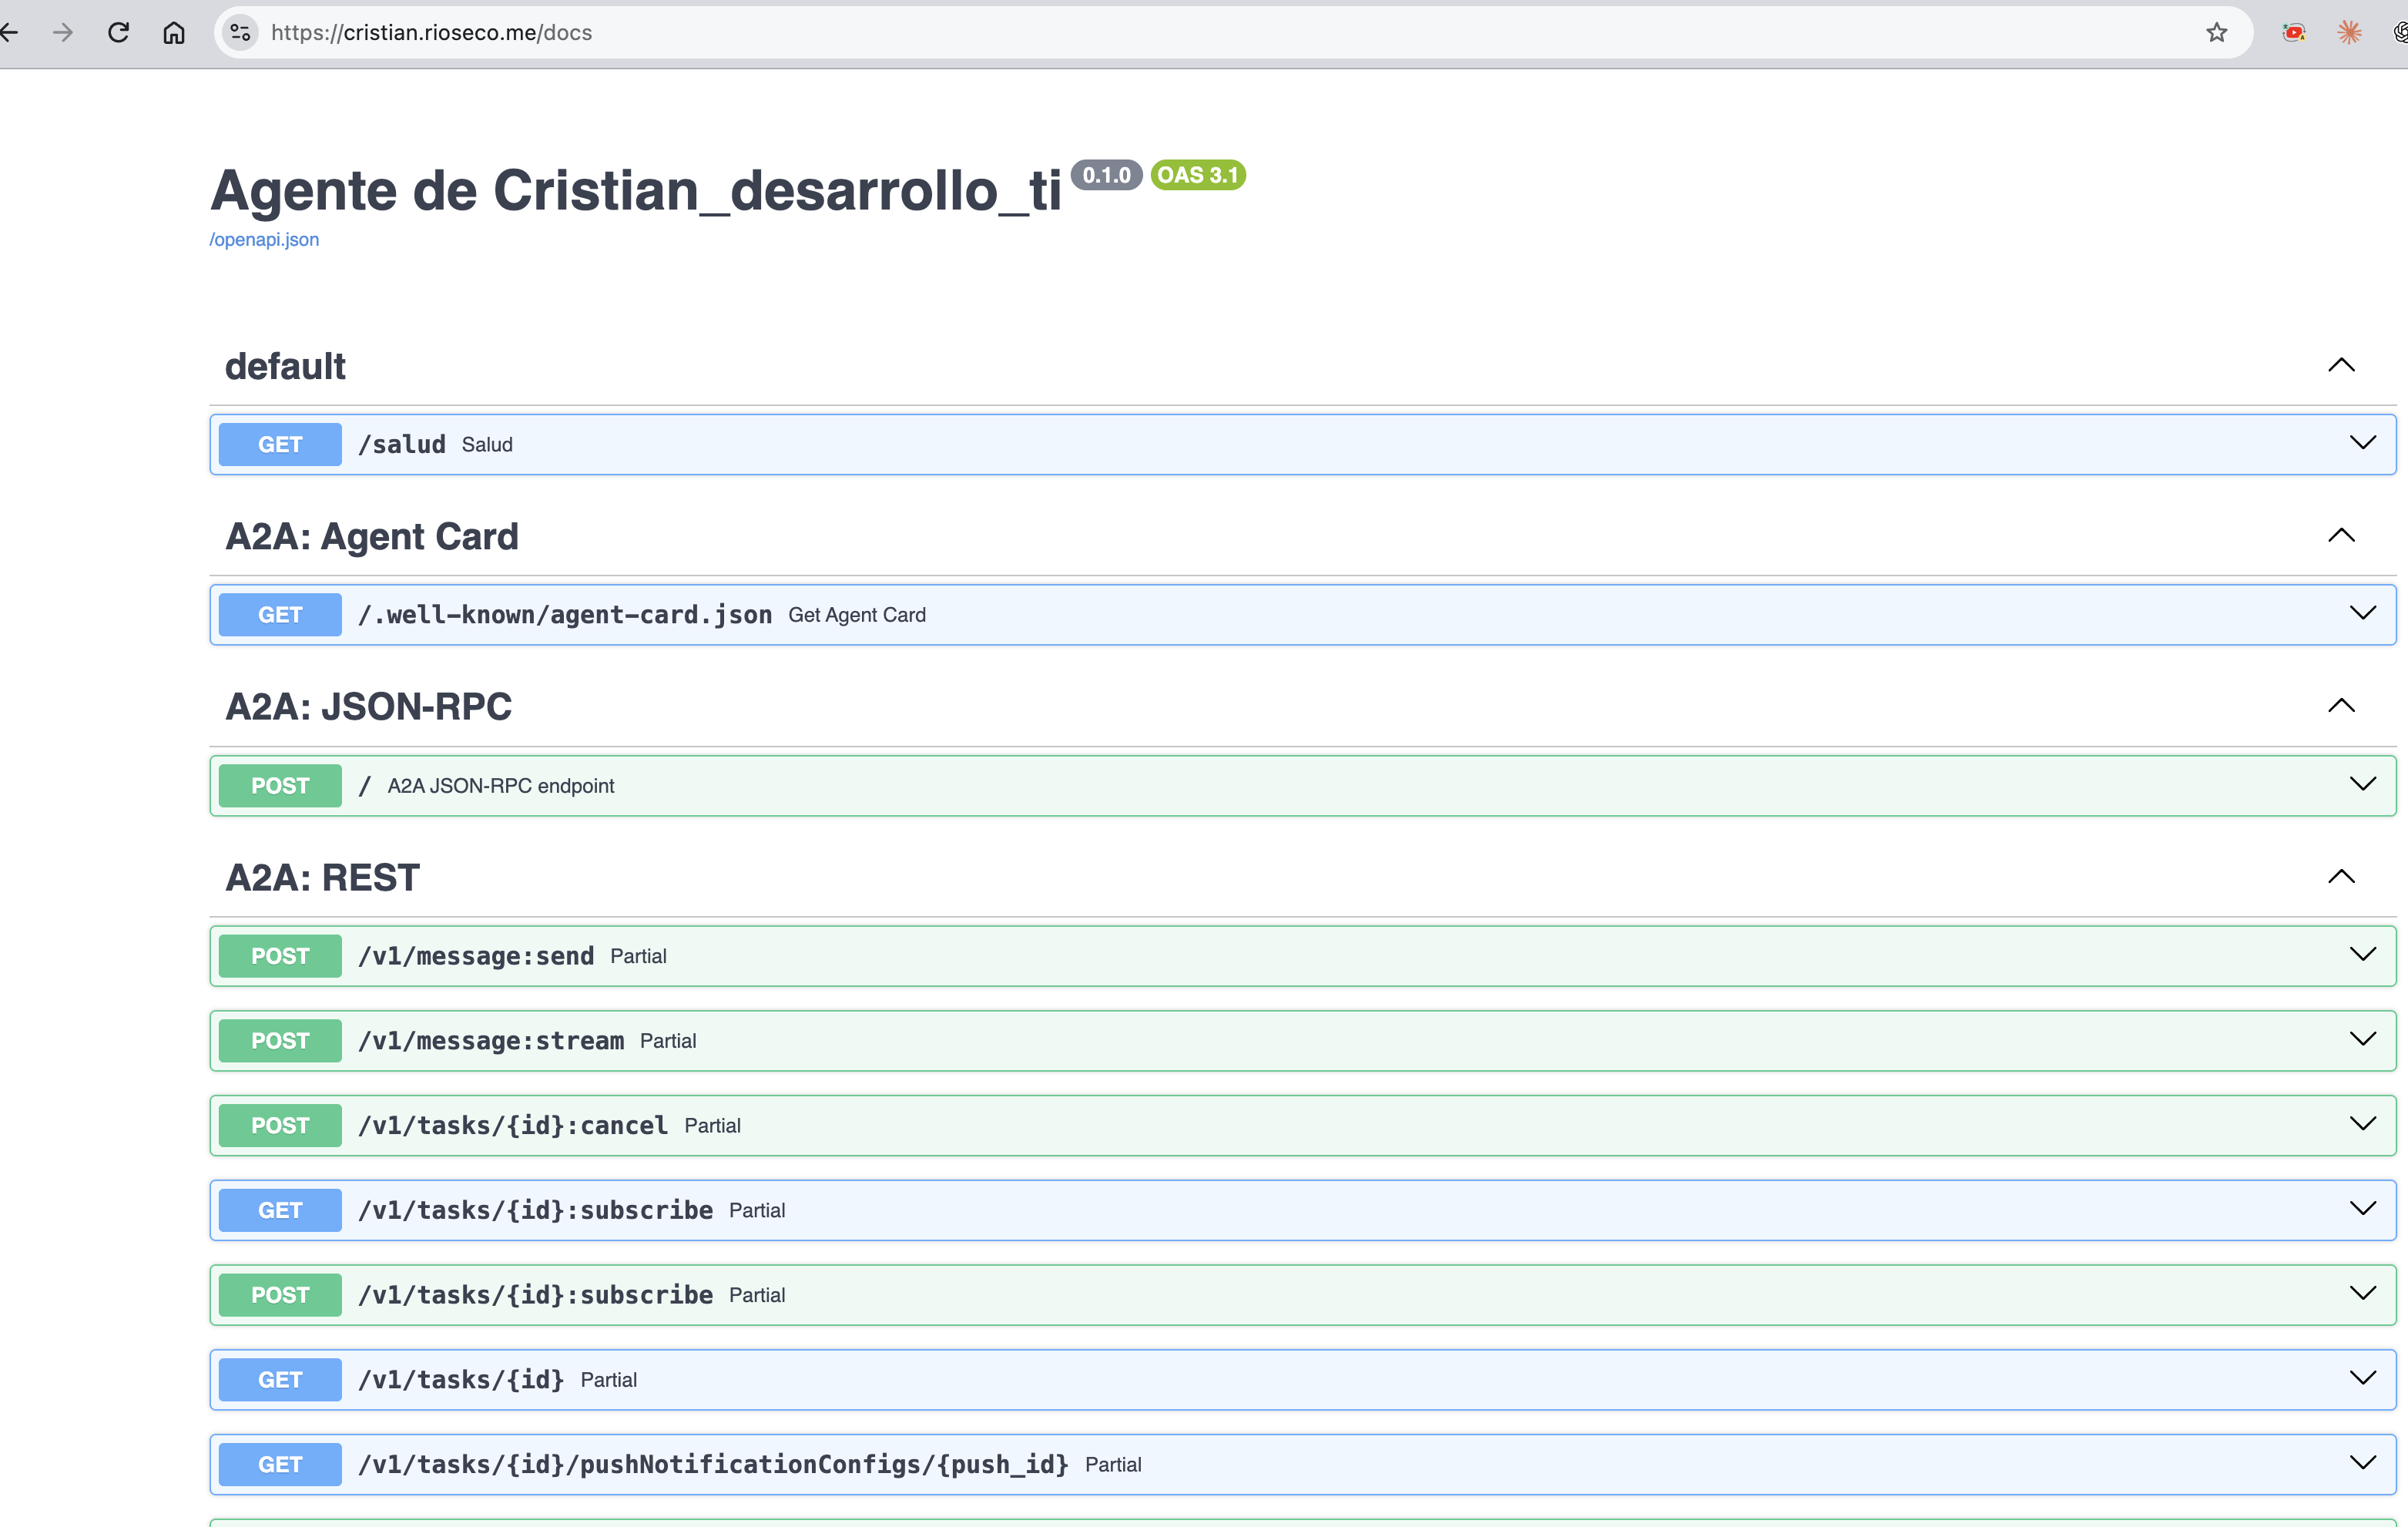 https://cristian.rioseco.me/docs
Agente de Cristian_desarrollo_ti 0.1.0 OAS 3.1
/openapi.json
default
GET /salud Salud
A2A: Agent Card
GET /.well-known/agent-card.json Get Agent Card
A2A: JSON-RPC
POST / A2A JSON-RPC endpoint
A2A: REST
POST /v1/message:send Partial
POST /v1/message:stream Partial
POST /v1/tasks/{id}:cancel Partial
GET /v1/tasks/{id}:subscribe Partial
POST /v1/tasks/{id}:subscribe Partial
GET /v1/tasks/{id} Partial
GET /v1/tasks/{id}/pushNotificationConfigs/{push_id} Partial